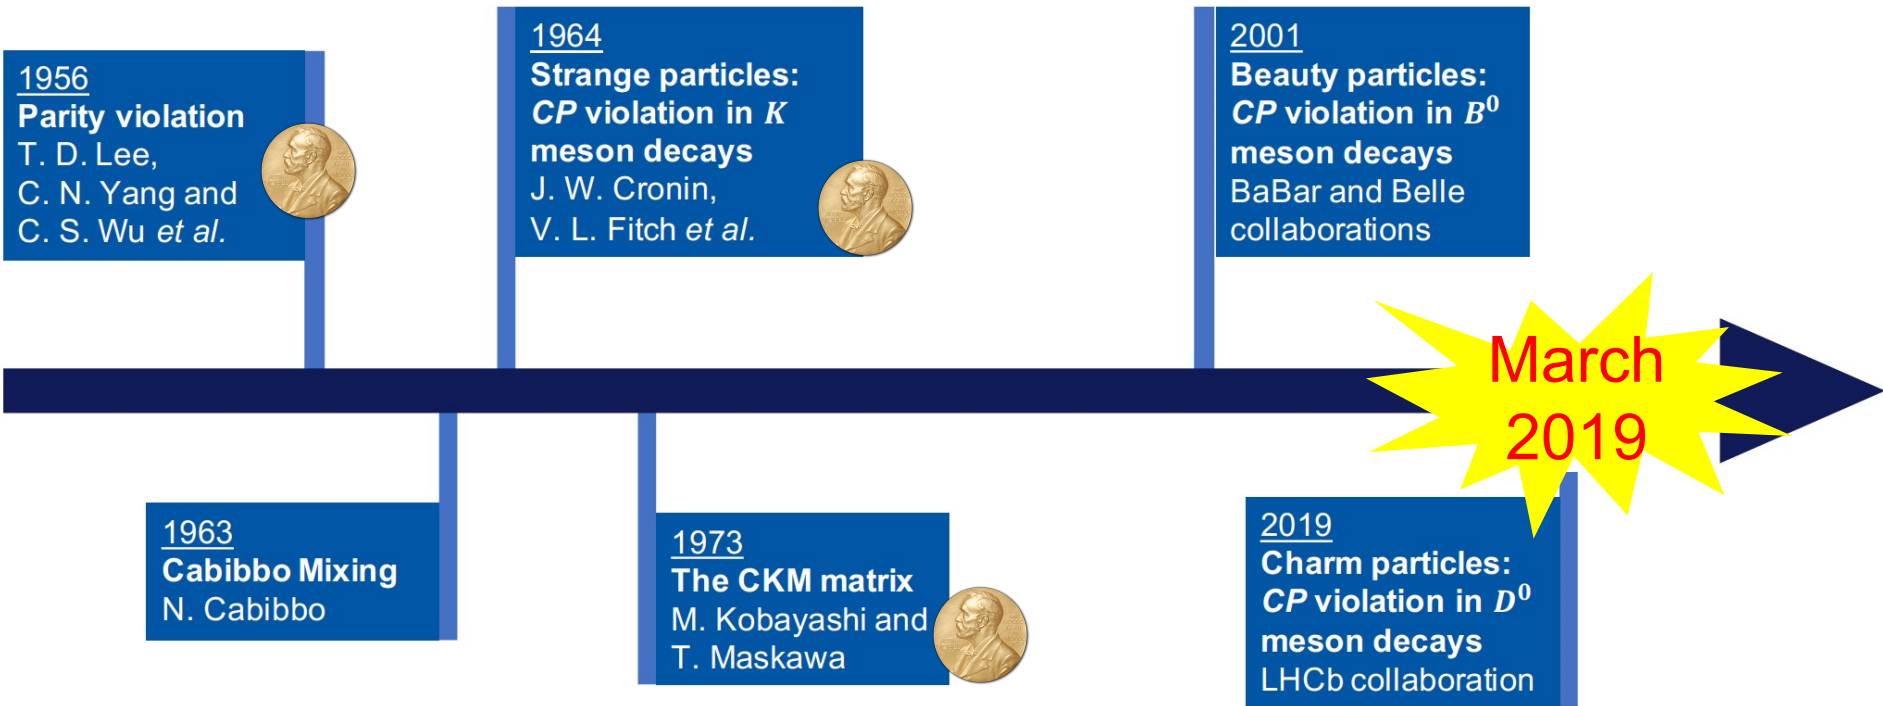 1956
Parity violation
T. D. Lee,
C. N. Yang and
C. S. Wu et al.
1964
Strange particles:
CP violation in K
meson decays
J. W. Cronin,
V. L. Fitch et al.
2001
Beauty particles:
CP violation in B⁰
meson decays
BaBar and Belle
collaborations
March
2019
1963
Cabibbo Mixing
N. Cabibbo
1973
The CKM matrix
M. Kobayashi and
T. Maskawa
2019
Charm particles:
CP violation in D⁰
meson decays
LHCb collaboration